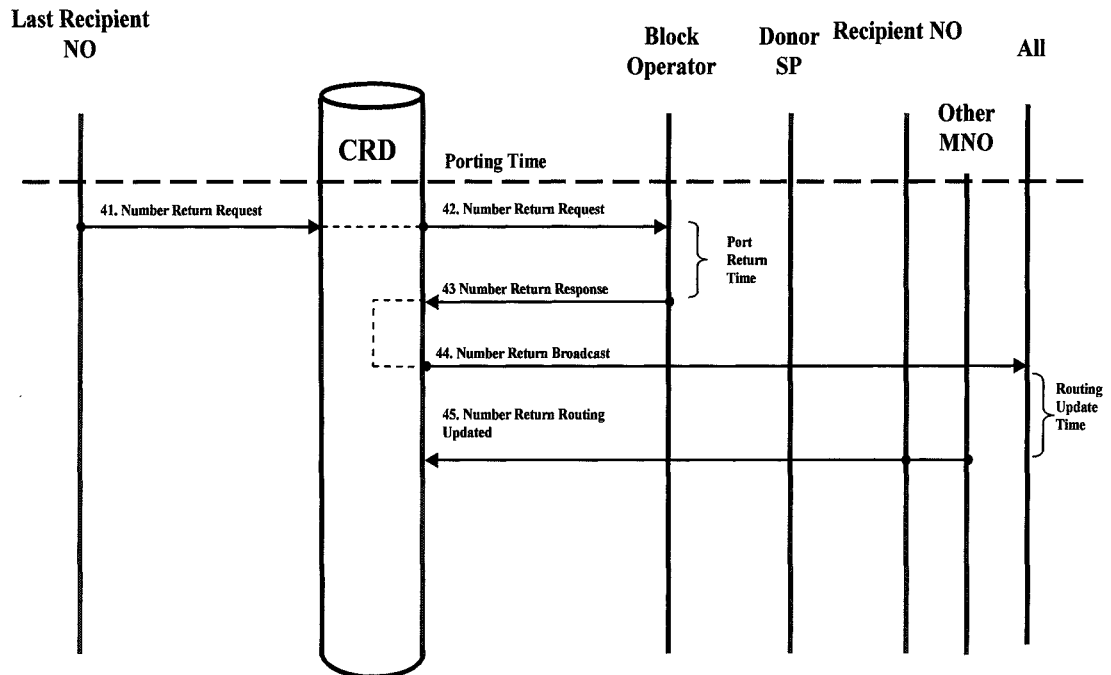 Last Recipient
NO
Block
Operator
Donor
SP
Recipient NO
All
Other
MNO
CRD
Porting Time
41. Number Return Request
42. Number Return Request
Port
Return
Time
43 Number Return Response
44. Number Return Broadcast
Routing
Update
Time
45. Number Return Routing
Updated